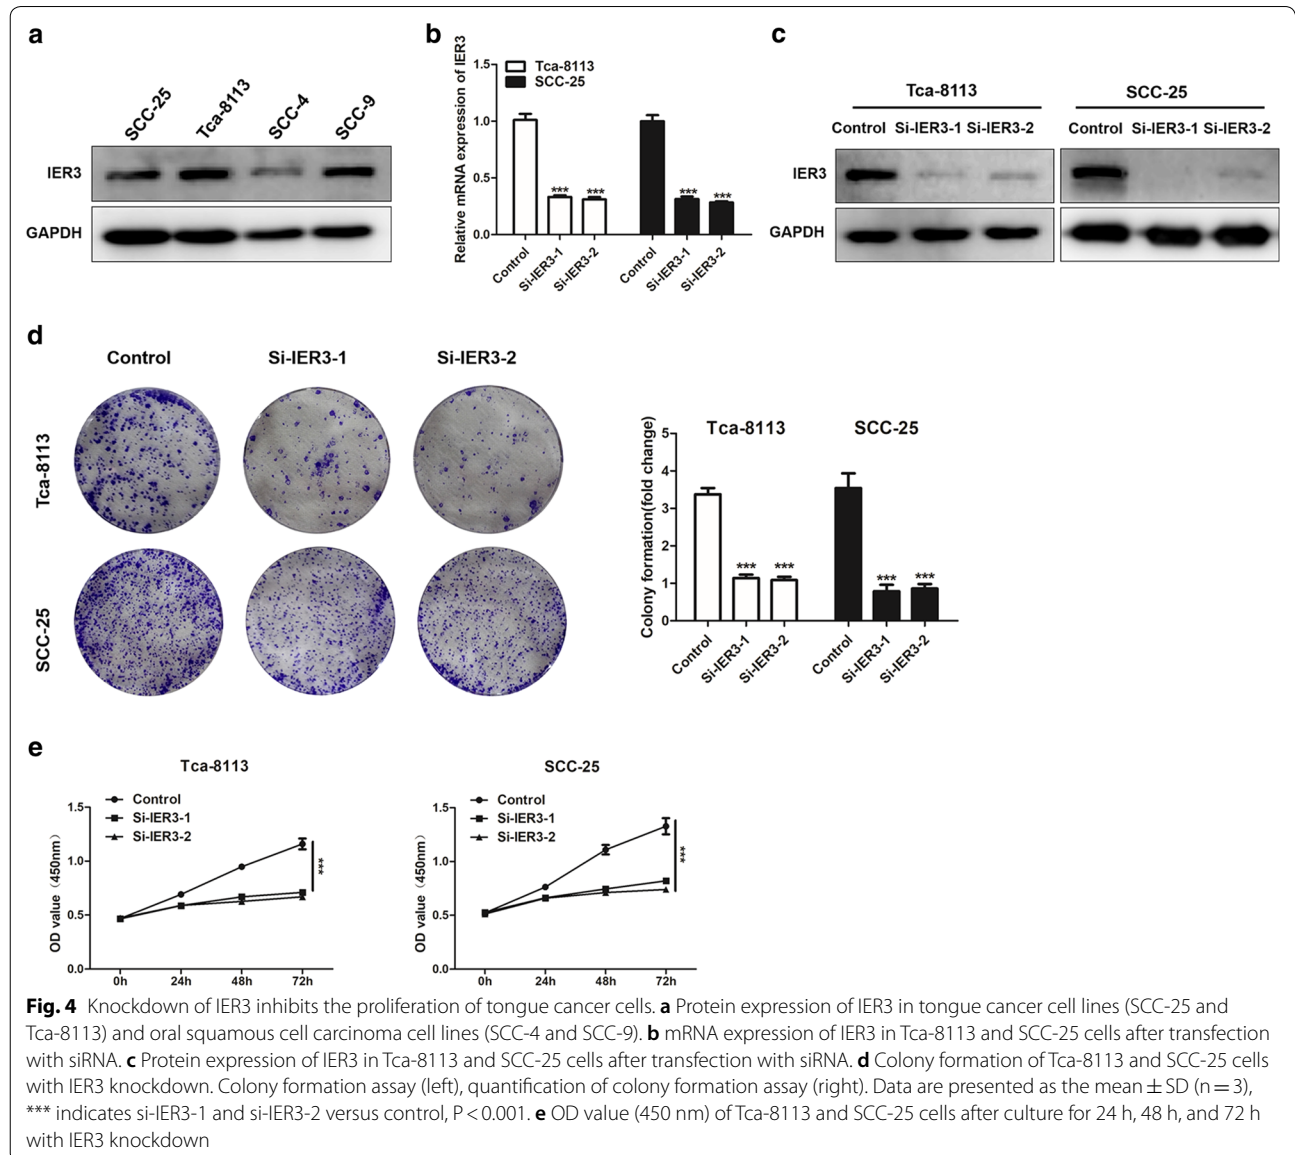 a
SCC-25 Tca-8113 SCC-4 SCC-9
IER3
GAPDH
b
Relative mRNA expression of IER3
1.5
1.0
0.5
0.0
Tca-8113
SCC-25
*** *** *** ***
Control Si-IER3-1 Si-IER3-2 Control Si-IER3-1 Si-IER3-2
c
Tca-8113 SCC-25
Control Si-IER3-1 Si-IER3-2 Control Si-IER3-1 Si-IER3-2
IER3
GAPDH
d
Control Si-IER3-1 Si-IER3-2
Tca-8113
SCC-25
Colony formation(fold change)
5
4
3
2
1
0
Tca-8113 SCC-25
*** *** *** ***
Control Si-IER3-1 Si-IER3-2 Control Si-IER3-1 Si-IER3-2
e
Tca-8113
OD value（450nm）
1.5
1.0
0.5
0.0
Control
Si-IER3-1
Si-IER3-2
***
0h 24h 48h 72h
SCC-25
OD value（450nm）
1.5
1.0
0.5
0.0
Control
Si-IER3-1
Si-IER3-2
***
0h 24h 48h 72h
Fig. 4 Knockdown of IER3 inhibits the proliferation of tongue cancer cells. a Protein expression of IER3 in tongue cancer cell lines (SCC-25 and
Tca-8113) and oral squamous cell carcinoma cell lines (SCC-4 and SCC-9). b mRNA expression of IER3 in Tca-8113 and SCC-25 cells after transfection
with siRNA. c Protein expression of IER3 in Tca-8113 and SCC-25 cells after transfection with siRNA. d Colony formation of Tca-8113 and SCC-25 cells
with IER3 knockdown. Colony formation assay (left), quantification of colony formation assay (right). Data are presented as the mean ± SD (n = 3),
*** indicates si-IER3-1 and si-IER3-2 versus control, P < 0.001. e OD value (450 nm) of Tca-8113 and SCC-25 cells after culture for 24 h, 48 h, and 72 h
with IER3 knockdown